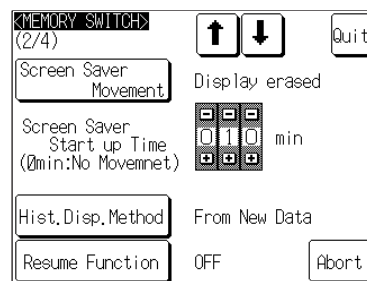 <MEMORY SWITCH>
(2/4)
Quit
Screen Saver
Movement
Display erased
Screen Saver
Start up Time
(0min:No Movemnet)
010 min
Hist.Disp.Method
From New Data
Resume Function
OFF
Abort